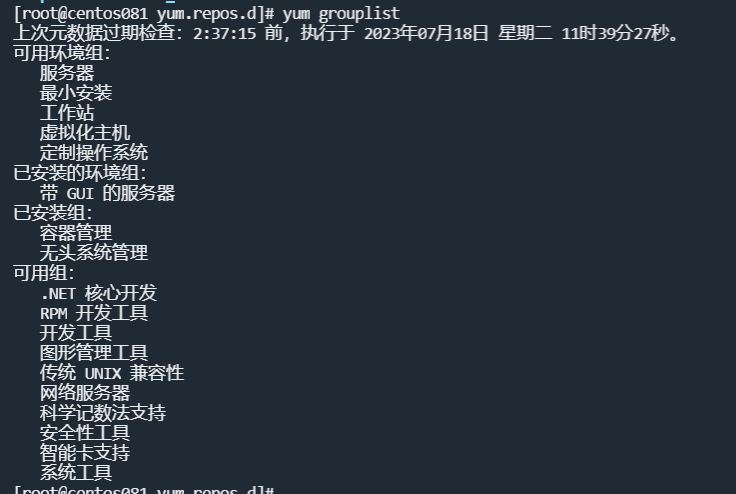 [root@centos081 yum.repos.d]# yum grouplist
上次元数据过期检查：2:37:15 前，执行于 2023年07月18日 星期二 11时39分27秒。
可用环境组：
服务器
最小安装
工作站
虚拟化主机
定制操作系统
已安装的环境组：
带 GUI 的服务器
已安装组：
容器管理
无头系统管理
可用组：
.NET 核心开发
RPM 开发工具
开发工具
图形管理工具
传统 UNIX 兼容性
网络服务器
科学记数法支持
安全性工具
智能卡支持
系统工具
[root@centos081 yum.repos.d]#